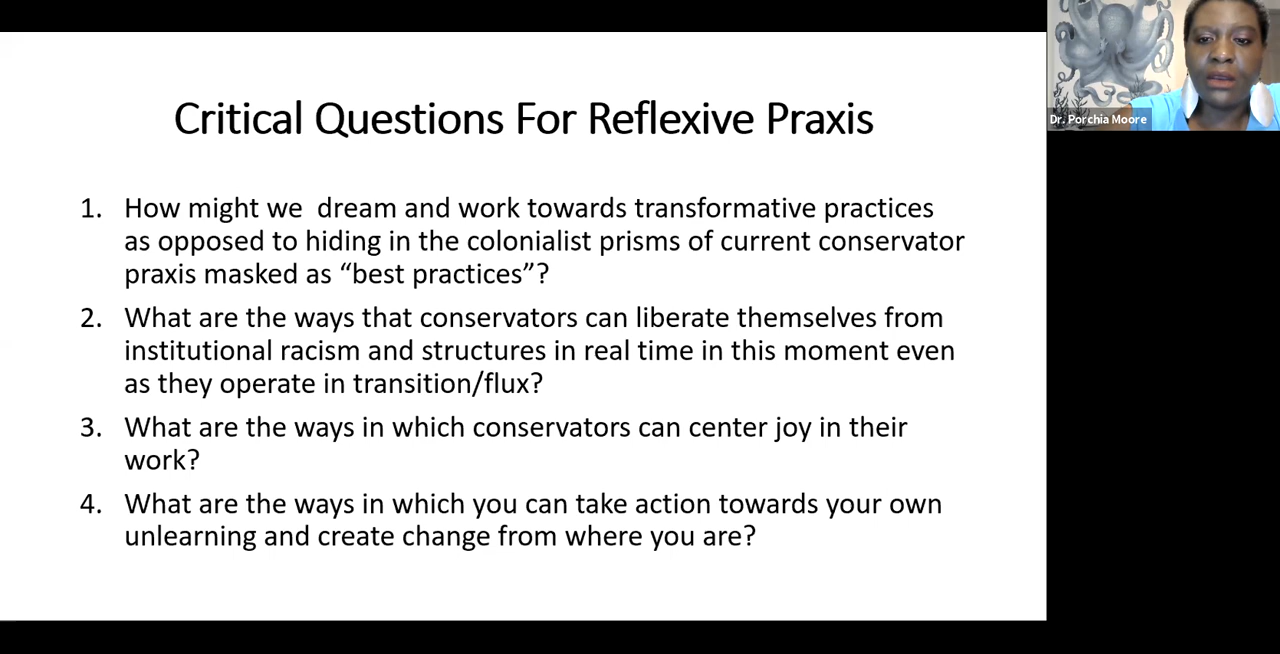 Critical Questions For Reflexive Praxis
1. How might we  dream and work towards transformative practices
as opposed to hiding in the colonialist prisms of current conservator
praxis masked as “best practices”?
2. What are the ways that conservators can liberate themselves from
institutional racism and structures in real time in this moment even
as they operate in transition/flux?
3. What are the ways in which conservators can center joy in their
work?
4. What are the ways in which you can take action towards your own
unlearning and create change from where you are?
Dr. Porchia Moore